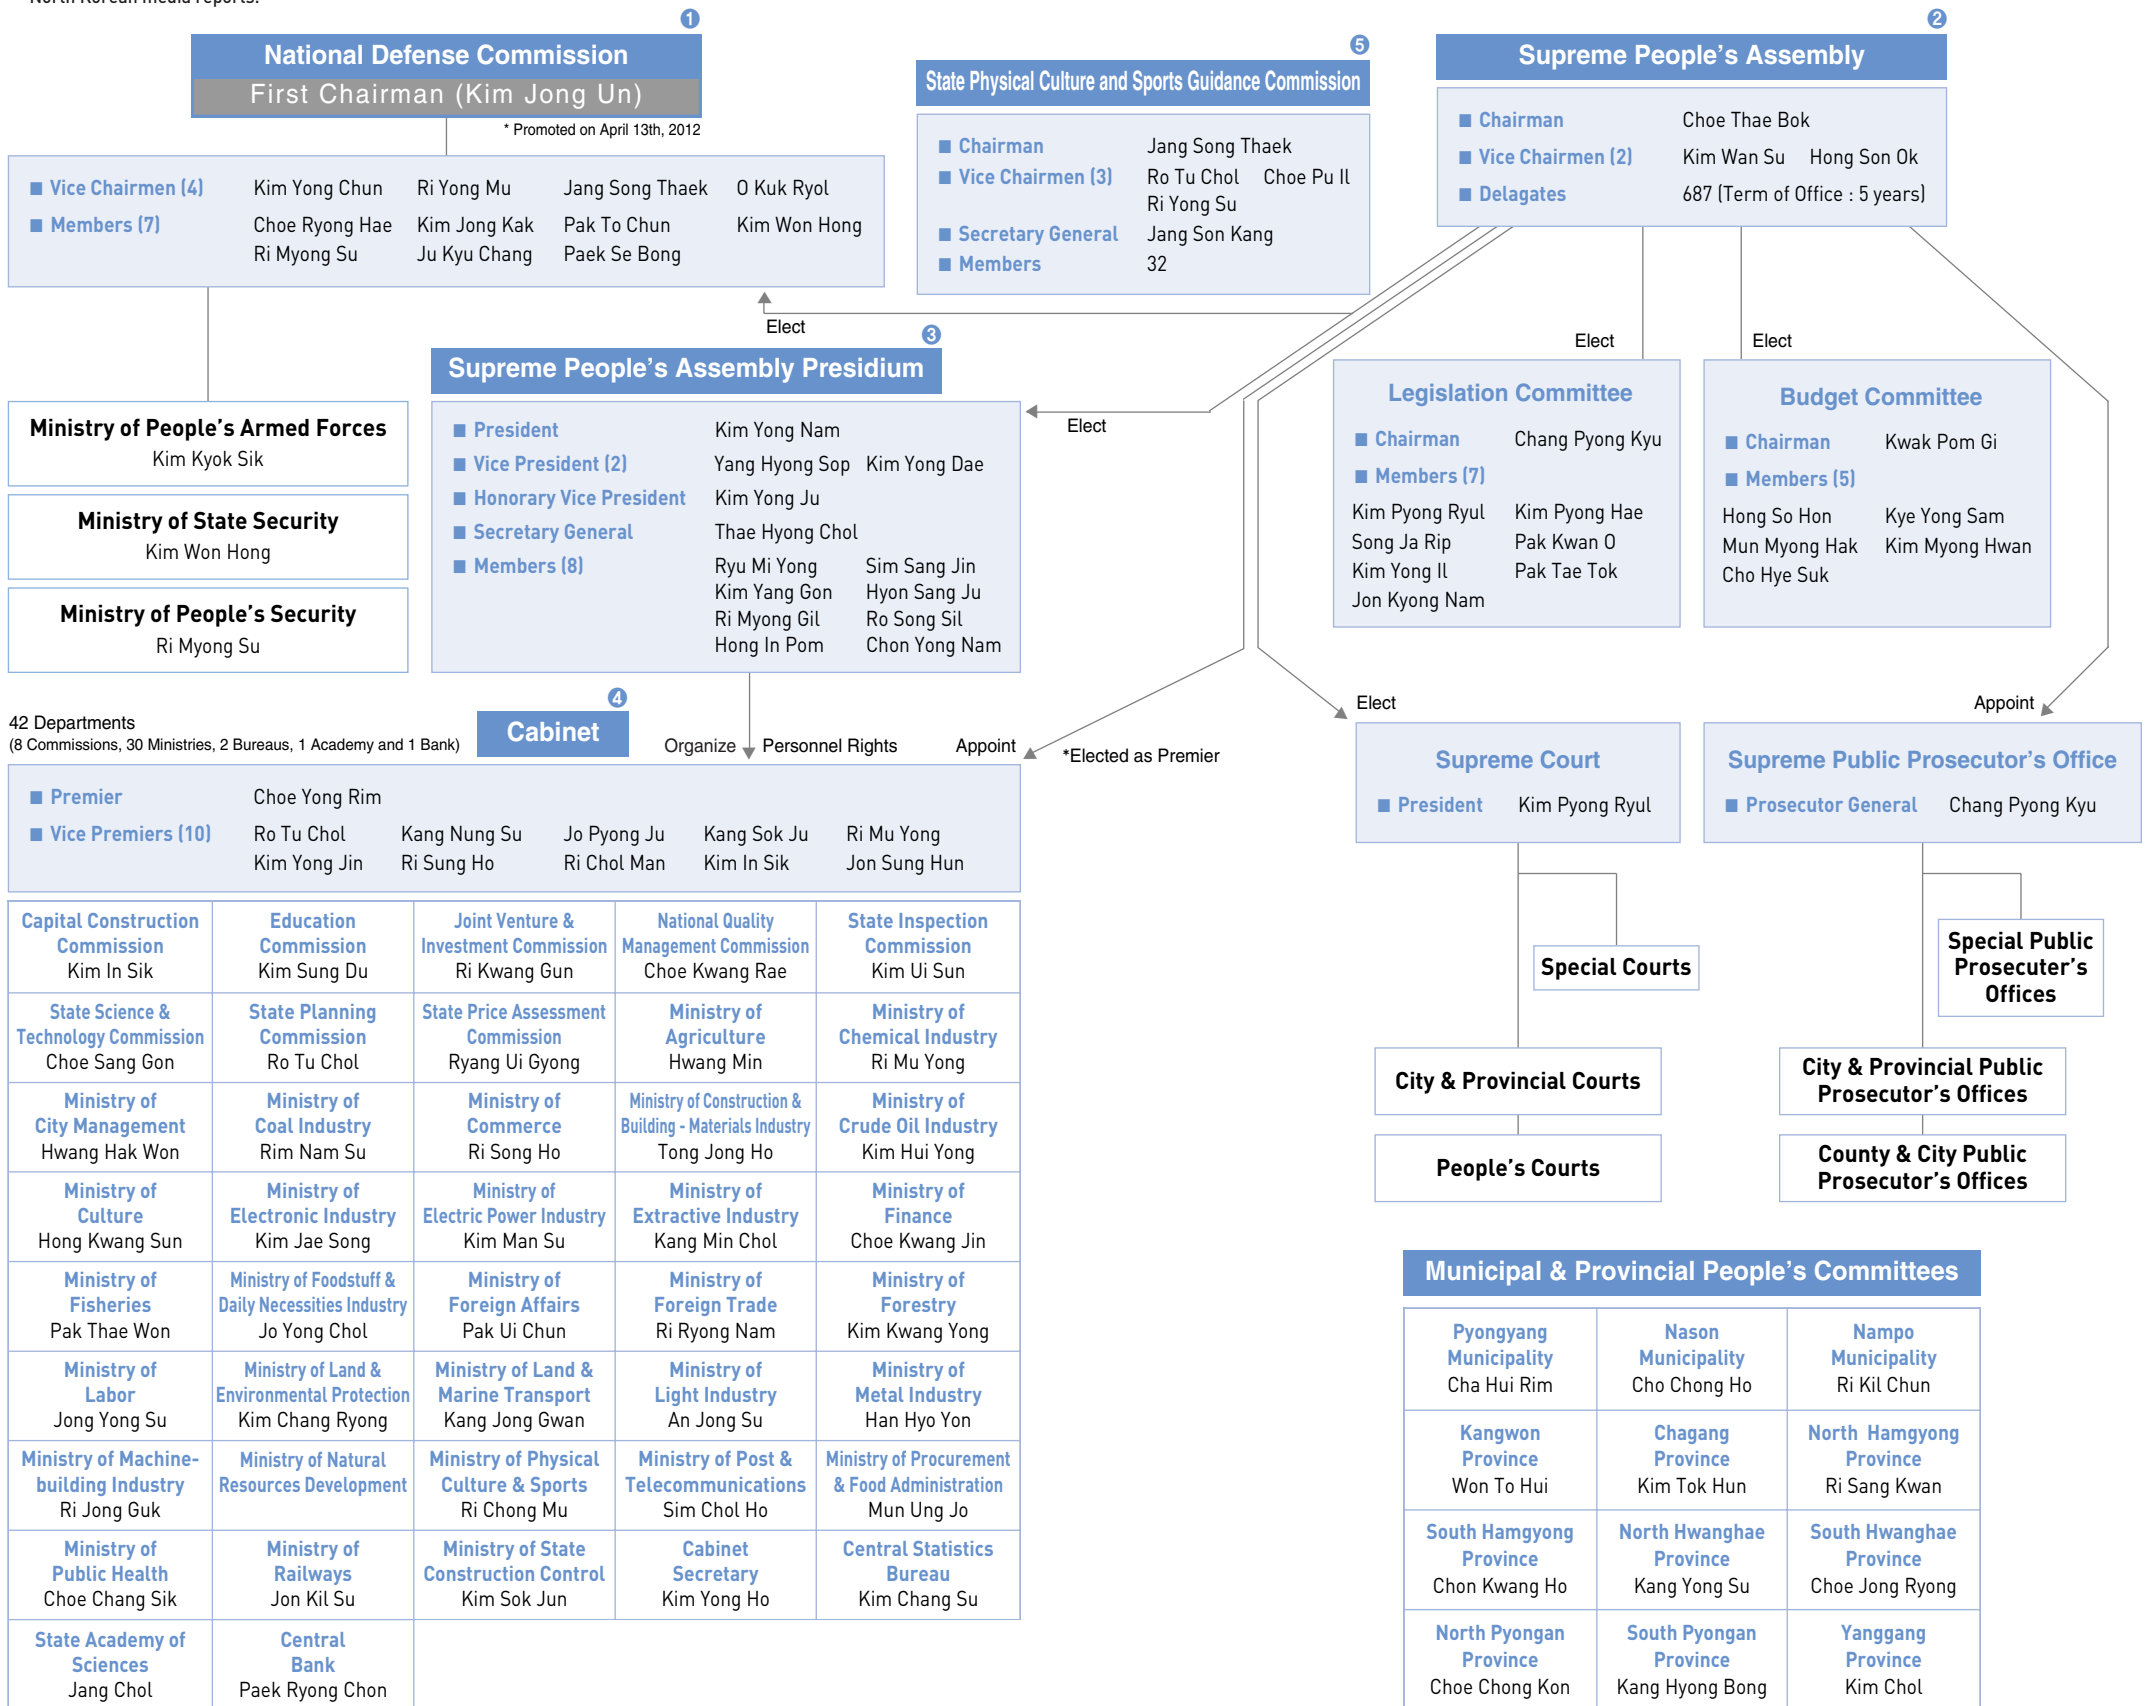 North Korean media reports.
1
National Defense Commission
First Chairman (Kim Jong Un)
* Promoted on April 13th, 2012
■ Vice Chairmen (4) Kim Yong Chun Ri Yong Mu Jang Song Thaek O Kuk Ryol
■ Members (7) Choe Ryong Hae Kim Jong Kak Pak To Chun Kim Won Hong
Ri Myong Su Ju Kyu Chang Paek Se Bong
5
State Physical Culture and Sports Guidance Commission
■ Chairman Jang Song Thaek
■ Vice Chairmen (3) Ro Tu Chol Choe Pu Il
Ri Yong Su
■ Secretary General Jang Son Kang
■ Members 32
2
Supreme People's Assembly
■ Chairman Choe Thae Bok
■ Vice Chairmen (2) Kim Wan Su Hong Son Ok
■ Delagates 687 (Term of Office : 5 years)
Elect
Elect
Elect
Elect
Ministry of People's Armed Forces
Kim Kyok Sik
Ministry of State Security
Kim Won Hong
Ministry of People's Security
Ri Myong Su
3
Supreme People's Assembly Presidium
■ President Kim Yong Nam
■ Vice President (2) Yang Hyong Sop Kim Yong Dae
■ Honorary Vice President Kim Yong Ju
■ Secretary General Thae Hyong Chol
■ Members (8) Ryu Mi Yong Sim Sang Jin
Kim Yang Gon Hyon Sang Ju
Ri Myong Gil Ro Song Sil
Hong In Pom Chon Yong Nam
Legislation Committee
■ Chairman Chang Pyong Kyu
■ Members (7)
Kim Pyong Ryul Kim Pyong Hae
Song Ja Rip Pak Kwan O
Kim Yong Il Pak Tae Tok
Jon Kyong Nam
Budget Committee
■ Chairman Kwak Pom Gi
■ Members (5)
Hong So Hon Kye Yong Sam
Mun Myong Hak Kim Myong Hwan
Cho Hye Suk
42 Departments
(8 Commissions, 30 Ministries, 2 Bureaus, 1 Academy and 1 Bank)
4
Cabinet
Organize Personnel Rights
Appoint
*Elected as Premier
■ Premier Choe Yong Rim
■ Vice Premiers (10) Ro Tu Chol Kang Nung Su Jo Pyong Ju Kang Sok Ju Ri Mu Yong
Kim Yong Jin Ri Sung Ho Ri Chol Man Kim In Sik Jon Sung Hun
Capital Construction
Commission
Kim In Sik
Education
Commission
Kim Sung Du
Joint Venture &
Investment Commission
Ri Kwang Gun
National Quality
Management Commission
Choe Kwang Rae
State Inspection
Commission
Kim Ui Sun
State Science &
Technology Commission
Choe Sang Gon
State Planning
Commission
Ro Tu Chol
State Price Assessment
Commission
Ryang Ui Gyong
Ministry of
Agriculture
Hwang Min
Ministry of
Chemical Industry
Ri Mu Yong
Ministry of
City Management
Hwang Hak Won
Ministry of
Coal Industry
Rim Nam Su
Ministry of
Commerce
Ri Song Ho
Ministry of Construction &
Building - Materials Industry
Tong Jong Ho
Ministry of
Crude Oil Industry
Kim Hui Yong
Ministry of
Culture
Hong Kwang Sun
Ministry of
Electronic Industry
Kim Jae Song
Ministry of
Electric Power Industry
Kim Man Su
Ministry of
Extractive Industry
Kang Min Chol
Ministry of
Finance
Choe Kwang Jin
Ministry of
Fisheries
Pak Thae Won
Ministry of Foodstuff &
Daily Necessities Industry
Jo Yong Chol
Ministry of
Foreign Affairs
Pak Ui Chun
Ministry of
Foreign Trade
Ri Ryong Nam
Ministry of
Forestry
Kim Kwang Yong
Ministry of
Labor
Jong Yong Su
Ministry of Land &
Environmental Protection
Kim Chang Ryong
Ministry of Land &
Marine Transport
Kang Jong Gwan
Ministry of
Light Industry
An Jong Su
Ministry of
Metal Industry
Han Hyo Yon
Ministry of Machine-
building Industry
Ri Jong Guk
Ministry of Natural
Resources Development
Ministry of Physical
Culture & Sports
Ri Chong Mu
Ministry of Post &
Telecommunications
Sim Chol Ho
Ministry of Procurement
& Food Administration
Mun Ung Jo
Ministry of
Public Health
Choe Chang Sik
Ministry of
Railways
Jon Kil Su
Ministry of State
Construction Control
Kim Sok Jun
Cabinet
Secretary
Kim Yong Ho
Central Statistics
Bureau
Kim Chang Su
State Academy of
Sciences
Jang Chol
Central
Bank
Paek Ryong Chon
Elect
Supreme Court
■ President Kim Pyong Ryul
Special Courts
City & Provincial Courts
People's Courts
Appoint
Supreme Public Prosecutor's Office
■ Prosecutor General Chang Pyong Kyu
Special Public
Prosecuter's
Offices
City & Provincial Public
Prosecutor's Offices
County & City Public
Prosecutor's Offices
Municipal & Provincial People's Committees
Pyongyang
Municipality
Cha Hui Rim
Nason
Municipality
Cho Chong Ho
Nampo
Municipality
Ri Kil Chun
Kangwon
Province
Won To Hui
Chagang
Province
Kim Tok Hun
North Hamgyong
Province
Ri Sang Kwan
South Hamgyong
Province
Chon Kwang Ho
North Hwanghae
Province
Kang Yong Su
South Hwanghae
Province
Choe Jong Ryong
North Pyongan
Province
Choe Chong Kon
South Pyongan
Province
Kang Hyong Bong
Yanggang
Province
Kim Chol